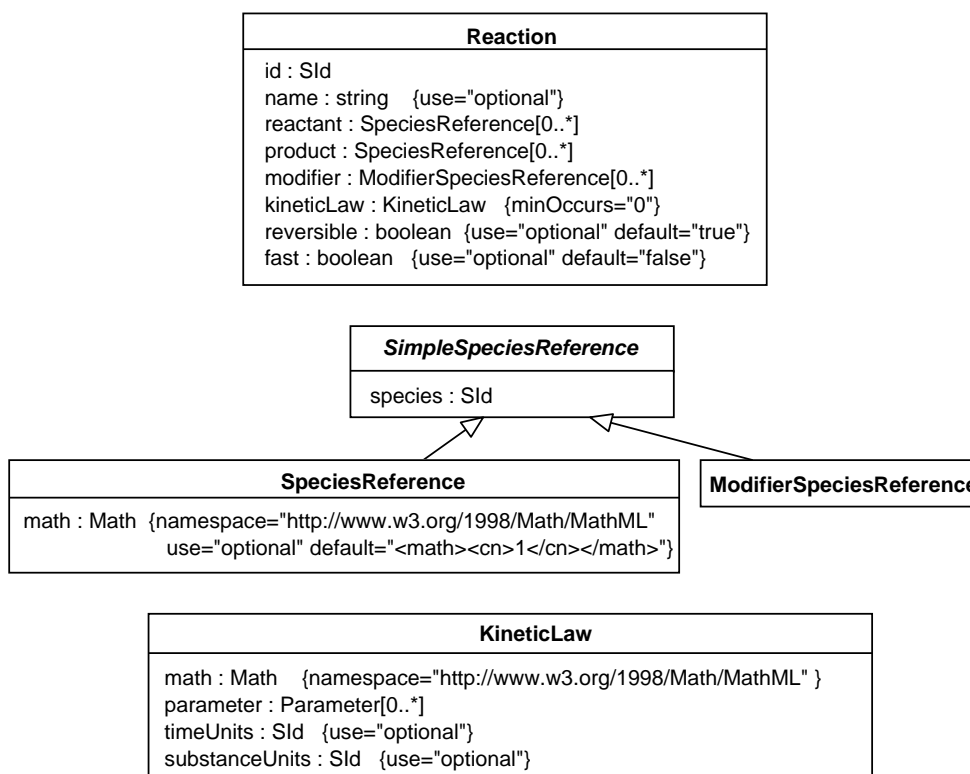 Reaction
id : SId
name : string {use="optional"}
reactant : SpeciesReference[0..*]
product : SpeciesReference[0..*]
modifier : ModifierSpeciesReference[0..*]
kineticLaw : KineticLaw {minOccurs="0"}
reversible : boolean {use="optional" default="true"}
fast : boolean {use="optional" default="false"}
SimpleSpeciesReference
species : SId
SpeciesReference
math : Math {namespace="http://www.w3.org/1998/Math/MathML"
use="optional" default="<math><cn>1</cn></math>"}
ModifierSpeciesReference
KineticLaw
math : Math {namespace="http://www.w3.org/1998/Math/MathML" }
parameter : Parameter[0..*]
timeUnits : SId {use="optional"}
substanceUnits : SId {use="optional"}